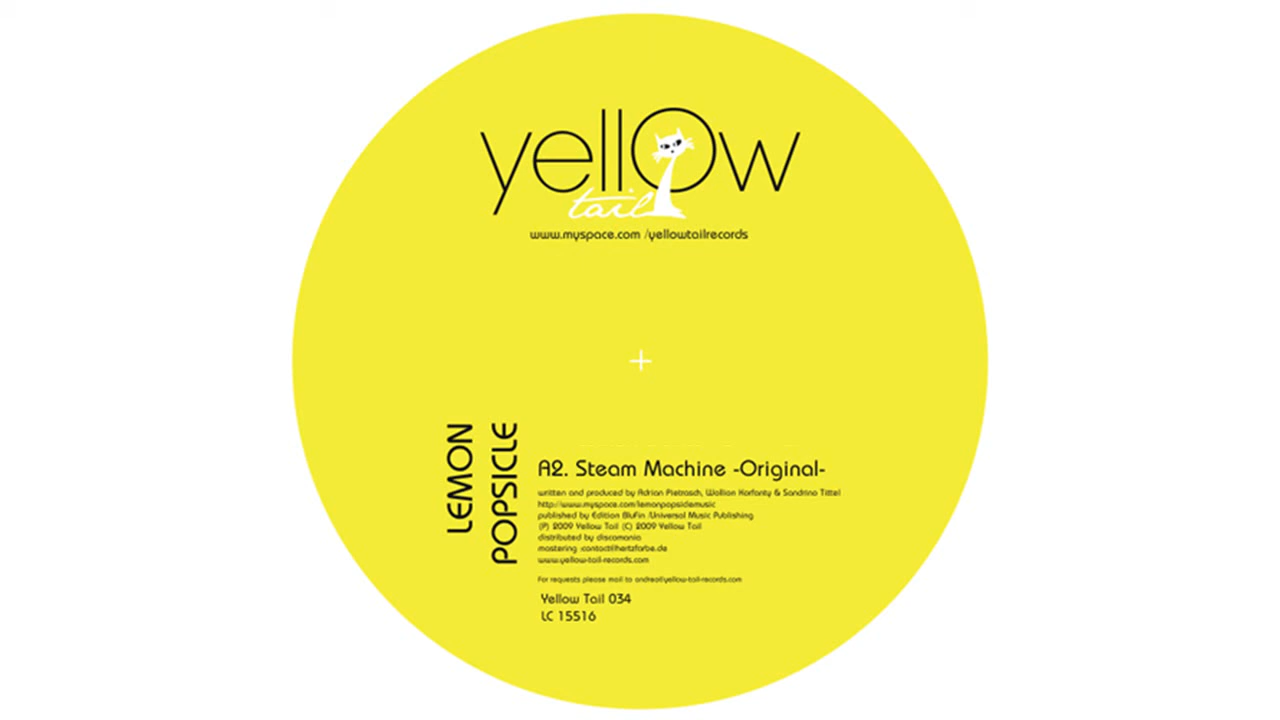 yellow
tail
www.myspace.com /yellowtailrecords
LEMON
POPSICLE
A2. Steam Machine -Original-
written and produced by Adrian Pietrasch, Wallion Karfanty & Sandrino Tittel
http://www.myspace.com/lemonpopsiclemusic
published by Edition BluFin /Universal Music Publishing
(P) 2009 Yellow Tail (C) 2009 Yellow Tail
distributed by discomania
mastering :contact@hertzfarbe.de
www.yellow-tail-records.com
For requests please mail to andrea@yellow-tail-records.com
Yellow Tail 034
LC 15516